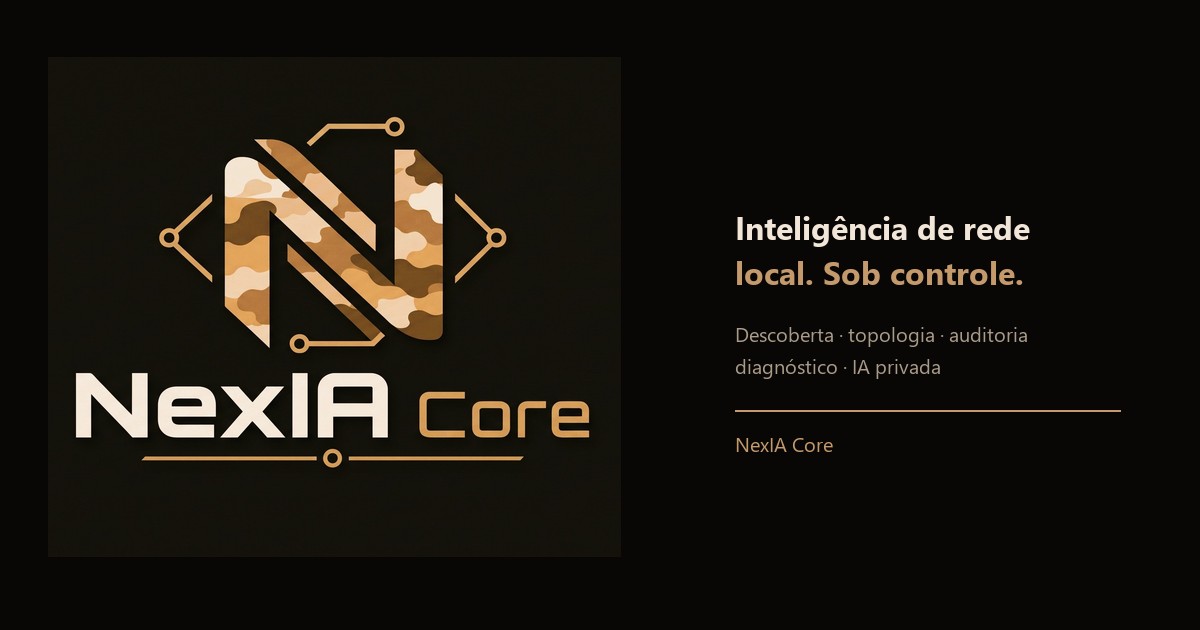 NexIA Core
Inteligência de rede
local. Sob controle.
Descoberta · topologia · auditoria
diagnóstico · IA privada
NexIA Core